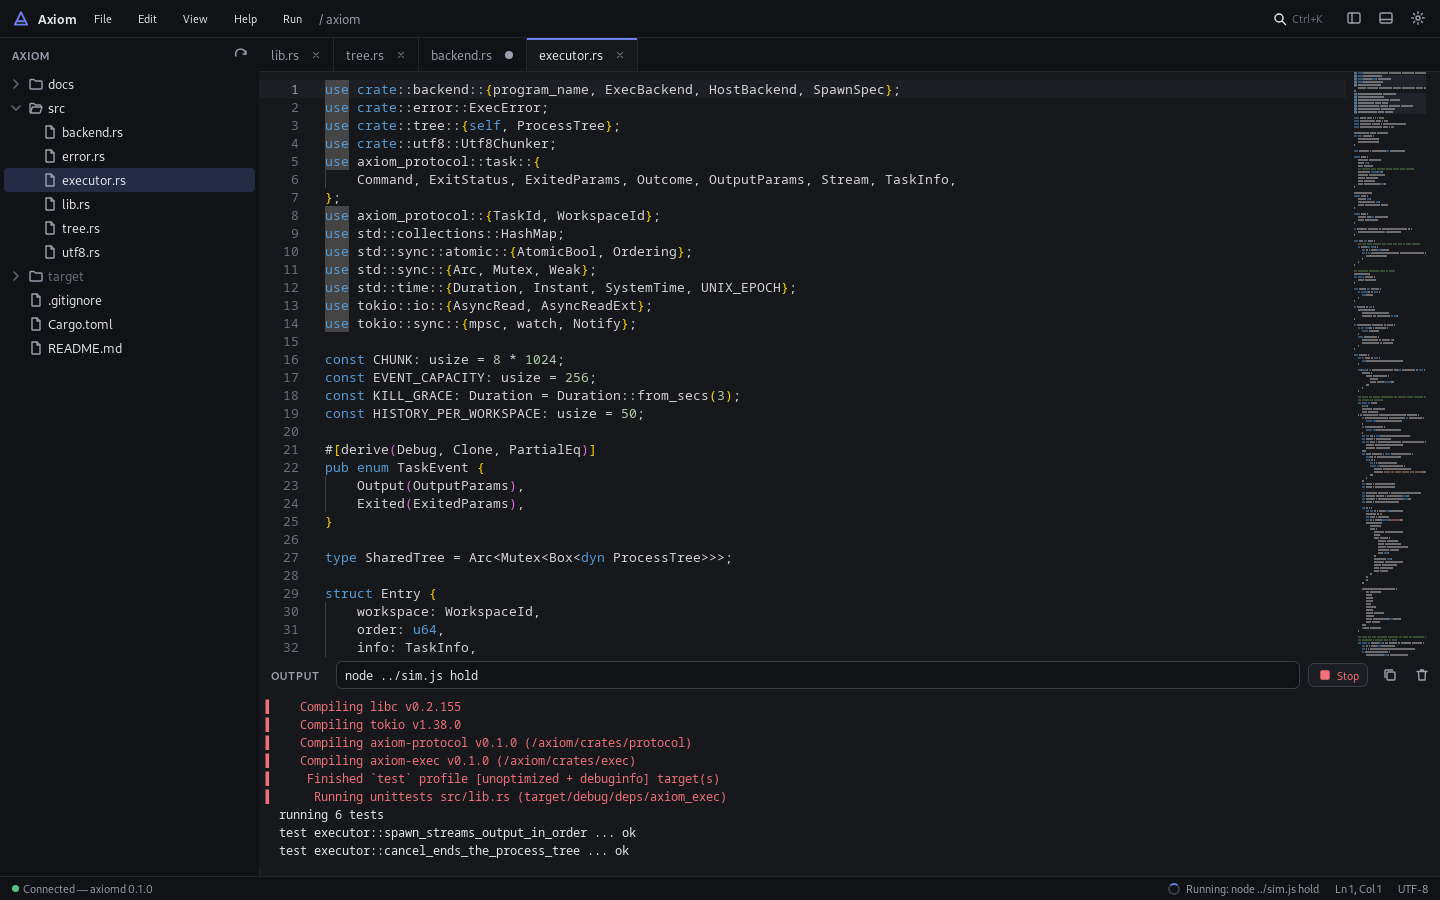 Axiom File Edit View Help Run / axiom Ctrl+K
AXIOM
docs
src
backend.rs
error.rs
executor.rs
lib.rs
tree.rs
utf8.rs
target
.gitignore
Cargo.toml
README.md
lib.rs tree.rs backend.rs executor.rs
1 use crate::backend::{program_name, ExecBackend, HostBackend, SpawnSpec};
2 use crate::error::ExecError;
3 use crate::tree::{self, ProcessTree};
4 use crate::utf8::Utf8Chunker;
5 use axiom_protocol::task::{
6 Command, ExitStatus, ExitedParams, Outcome, OutputParams, Stream, TaskInfo,
7 };
8 use axiom_protocol::{TaskId, WorkspaceId};
9 use std::collections::HashMap;
10 use std::sync::atomic::{AtomicBool, Ordering};
11 use std::sync::{Arc, Mutex, Weak};
12 use std::time::{Duration, Instant, SystemTime, UNIX_EPOCH};
13 use tokio::io::{AsyncRead, AsyncReadExt};
14 use tokio::sync::{mpsc, watch, Notify};
15
16 const CHUNK: usize = 8 * 1024;
17 const EVENT_CAPACITY: usize = 256;
18 const KILL_GRACE: Duration = Duration::from_secs(3);
19 const HISTORY_PER_WORKSPACE: usize = 50;
20
21 #[derive(Debug, Clone, PartialEq)]
22 pub enum TaskEvent {
23 Output(OutputParams),
24 Exited(ExitedParams),
25 }
26
27 type SharedTree = Arc<Mutex<Box<dyn ProcessTree>>>;
28
29 struct Entry {
30 workspace: WorkspaceId,
31 order: u64,
32 info: TaskInfo,
OUTPUT node ../sim.js hold Stop
Compiling libc v0.2.155
Compiling tokio v1.38.0
Compiling axiom-protocol v0.1.0 (/axiom/crates/protocol)
Compiling axiom-exec v0.1.0 (/axiom/crates/exec)
Finished `test` profile [unoptimized + debuginfo] target(s)
Running unittests src/lib.rs (target/debug/deps/axiom_exec)
running 6 tests
test executor::spawn_streams_output_in_order ... ok
test executor::cancel_ends_the_process_tree ... ok
Connected — axiomd 0.1.0 Running: node ../sim.js hold Ln 1, Col 1 UTF-8